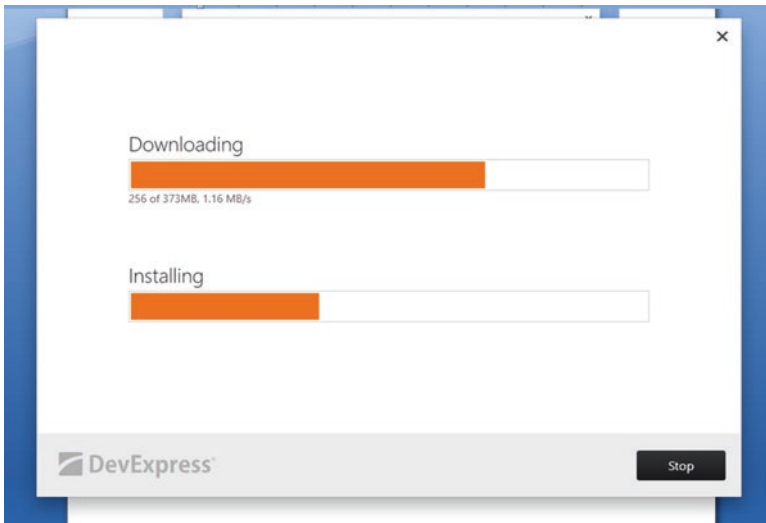 Downloading
256 of 373MB, 1.16 MB/s
Installing
DevExpress
Stop